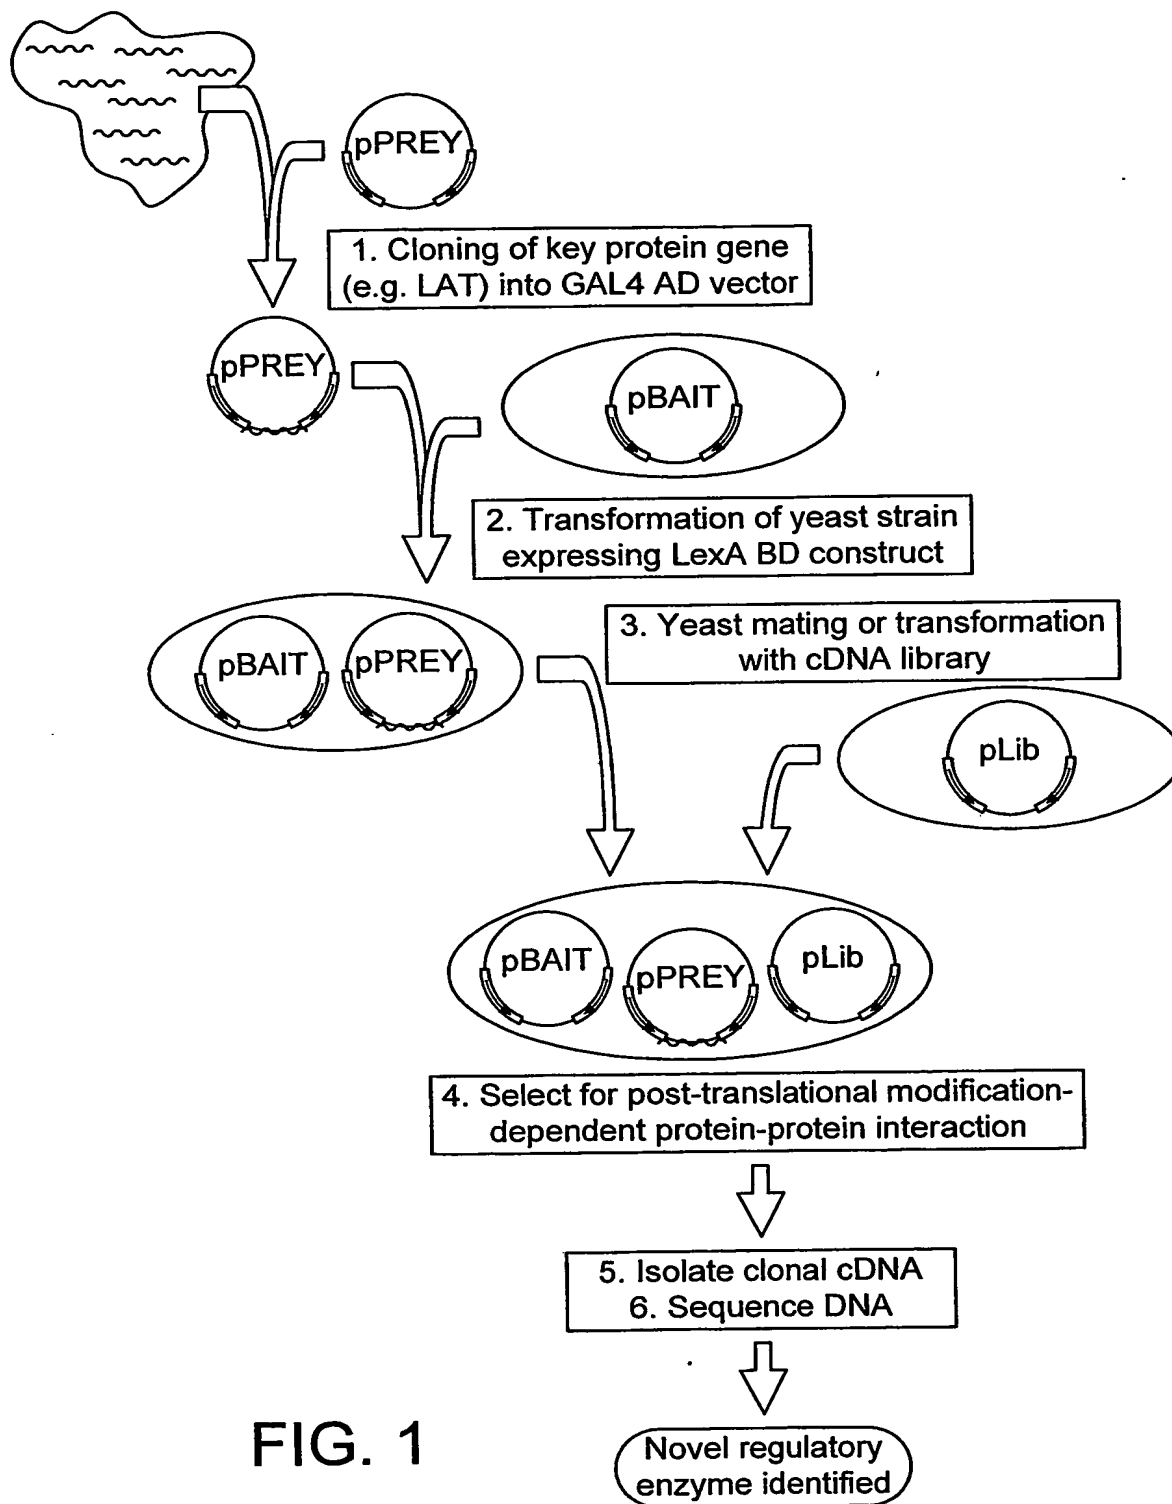 pPREY
1. Cloning of key protein gene
(e.g. LAT) into GAL4 AD vector
pPREY
pBAIT
2. Transformation of yeast strain
expressing LexA BD construct
3. Yeast mating or transformation
with cDNA library
pBAIT
pPREY
pLib
pBAIT
pPREY
pLib
4. Select for post-translational modification-
dependent protein-protein interaction
5. Isolate clonal cDNA
6. Sequence DNA
FIG. 1
Novel regulatory
enzyme identified